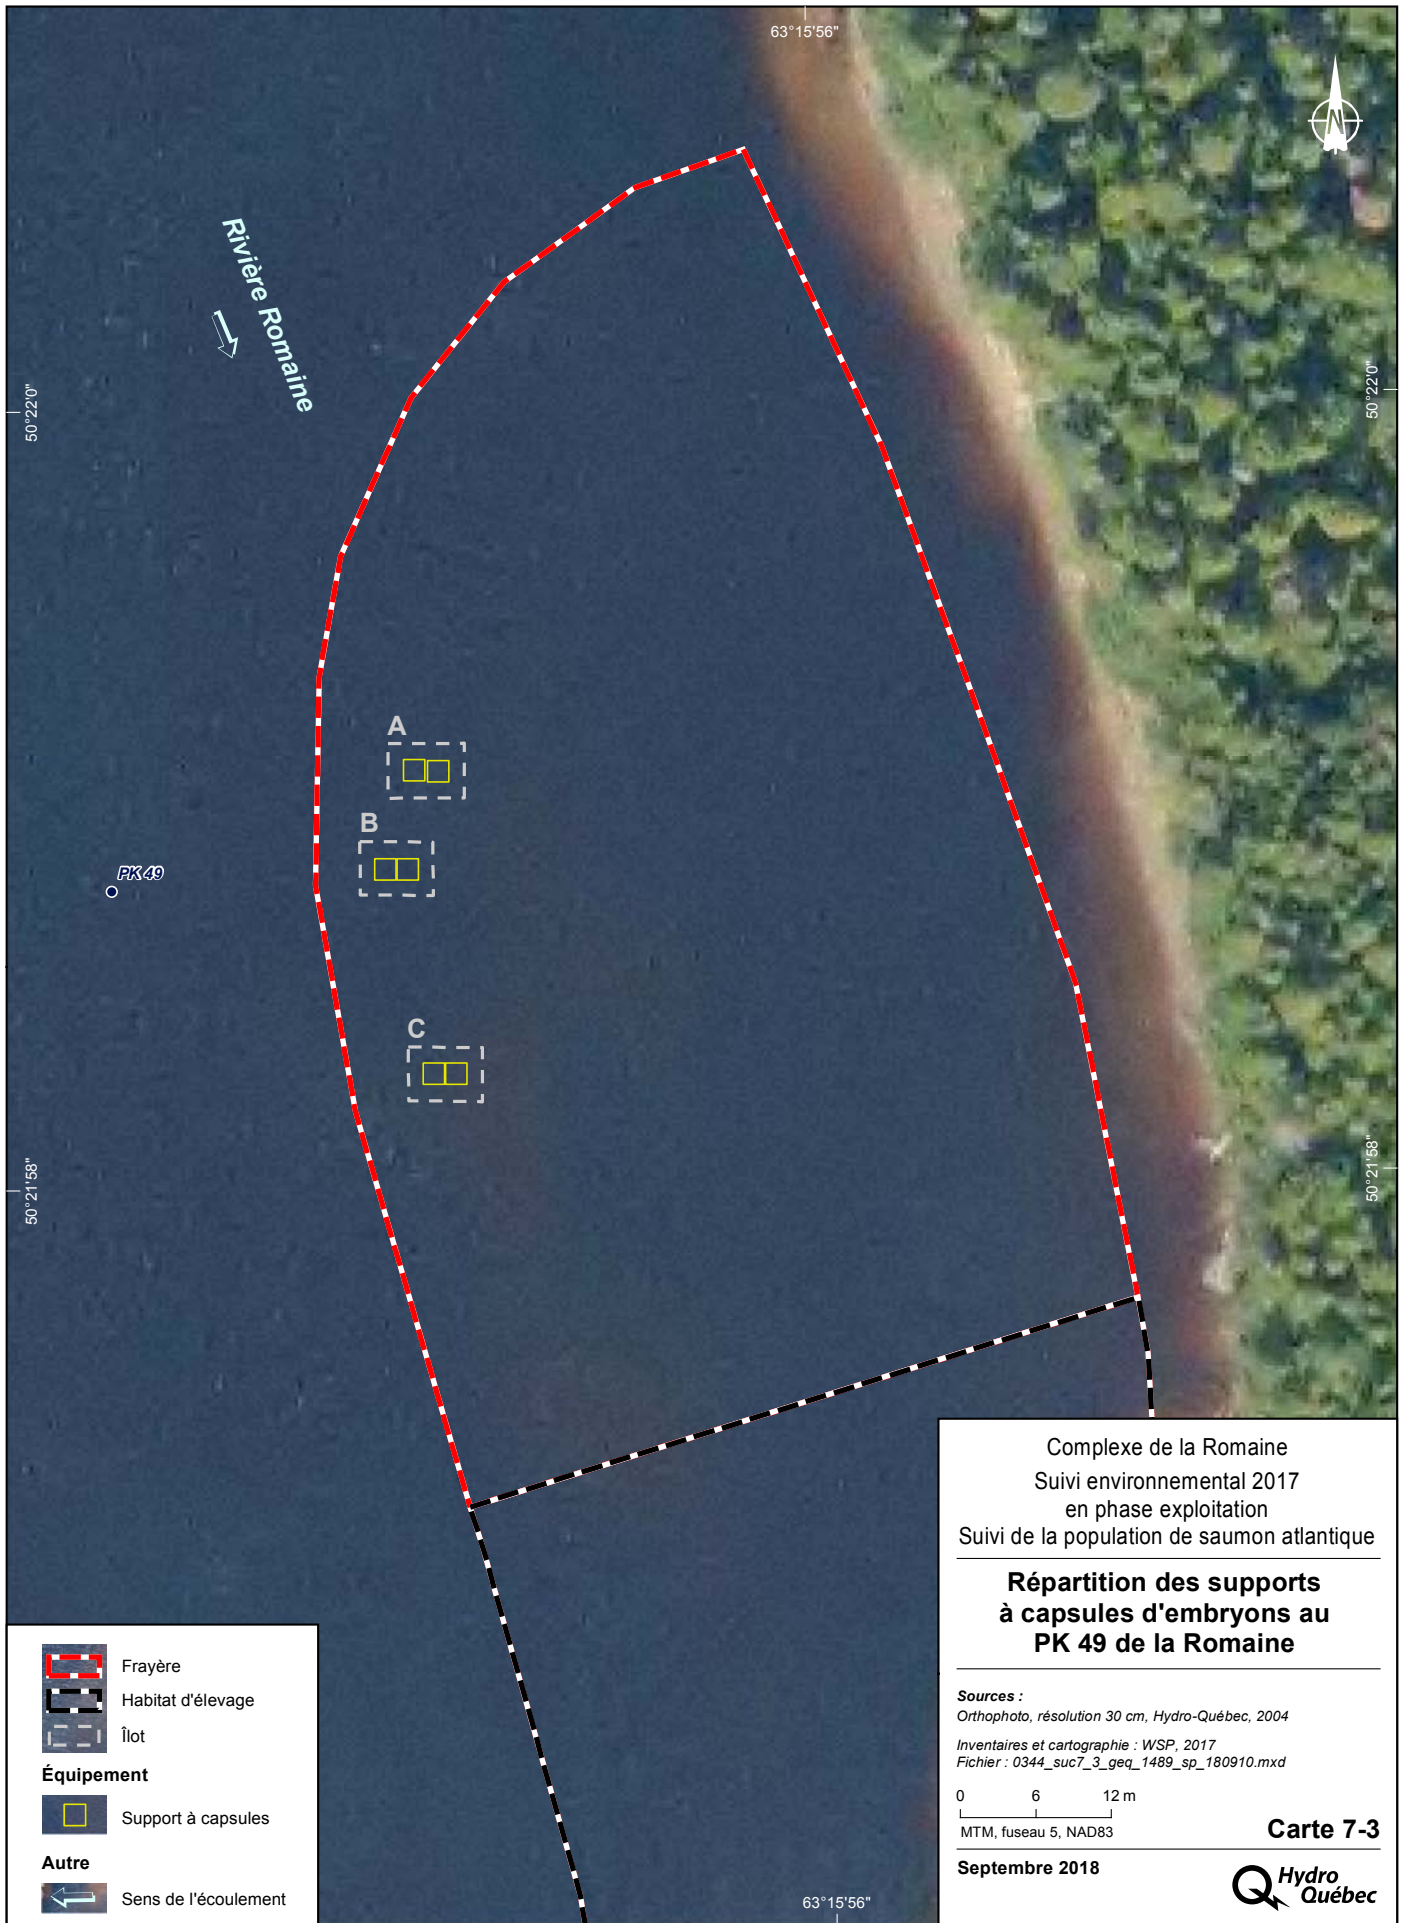 63°15'56"
N
Rivière Romaine
50°22'0"
50°22'0"
A
B
PK 49
C
50°21'58"
50°21'58"
Complexe de la Romaine
Suivi environnemental 2017
en phase exploitation
Suivi de la population de saumon atlantique
Répartition des supports
à capsules d'embryons au
PK 49 de la Romaine
Sources :
Orthophoto, résolution 30 cm, Hydro-Québec, 2004
Inventaires et cartographie : WSP, 2017
Fichier : 0344_suc7_3_geq_1489_sp_180910.mxd
0 6 12 m
MTM, fuseau 5, NAD83
Carte 7-3
Septembre 2018
Hydro
Québec
Frayère
Habitat d'élevage
Îlot
Équipement
Support à capsules
Autre
Sens de l'écoulement
63°15'56"